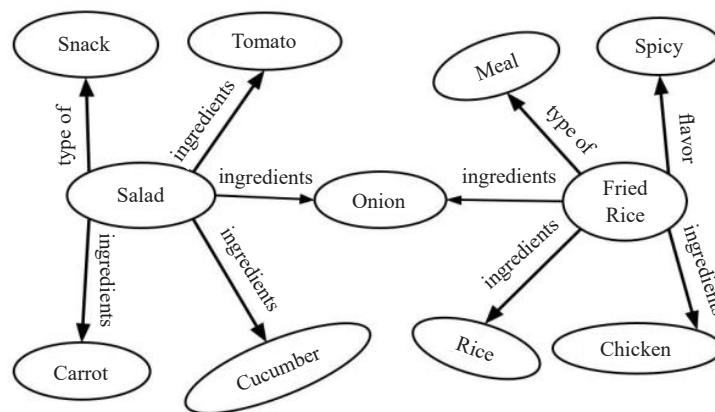 Snack
Tomato
Meal
Spicy
type of
ingredients
type of
flavor
Salad
ingredients
Onion
ingredients
Fried
Rice
ingredients
ingredients
ingredients
ingredients
Carrot
Cucumber
Rice
Chicken